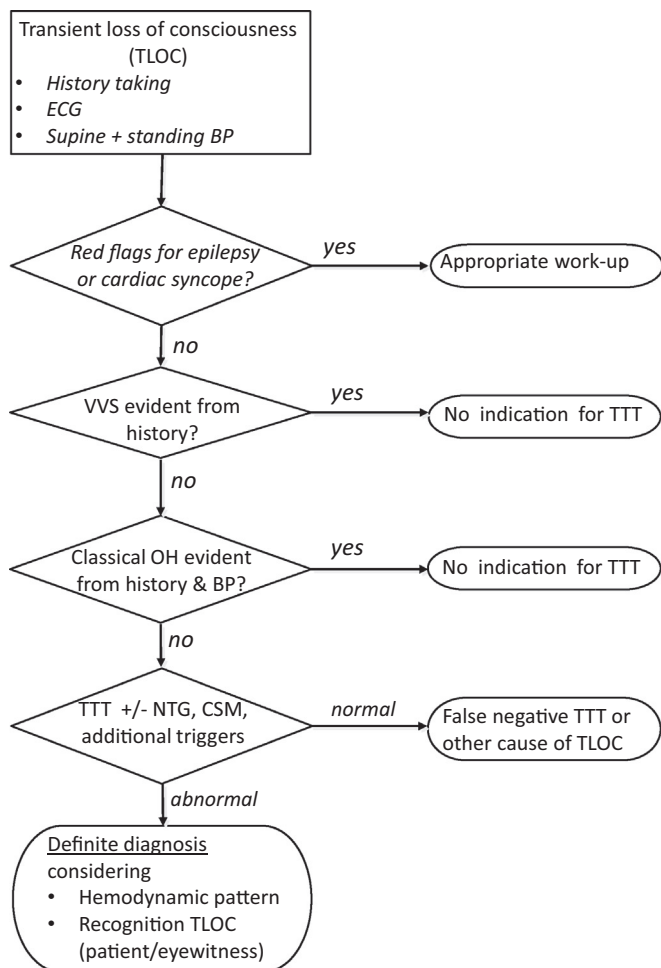 Transient loss of consciousness
(TLOC)
• History taking
• ECG
• Supine + standing BP
Red flags for epilepsy
or cardiac syncope?
yes
Appropriate work-up
no
VVS evident from
history?
yes
No indication for TTT
no
Classical OH evident
from history & BP?
yes
No indication for TTT
no
TTT +/- NTG, CSM,
additional triggers
normal
False negative TTT or
other cause of TLOC
abnormal
Definite diagnosis
considering
• Hemodynamic pattern
• Recognition TLOC
(patient/eyewitness)